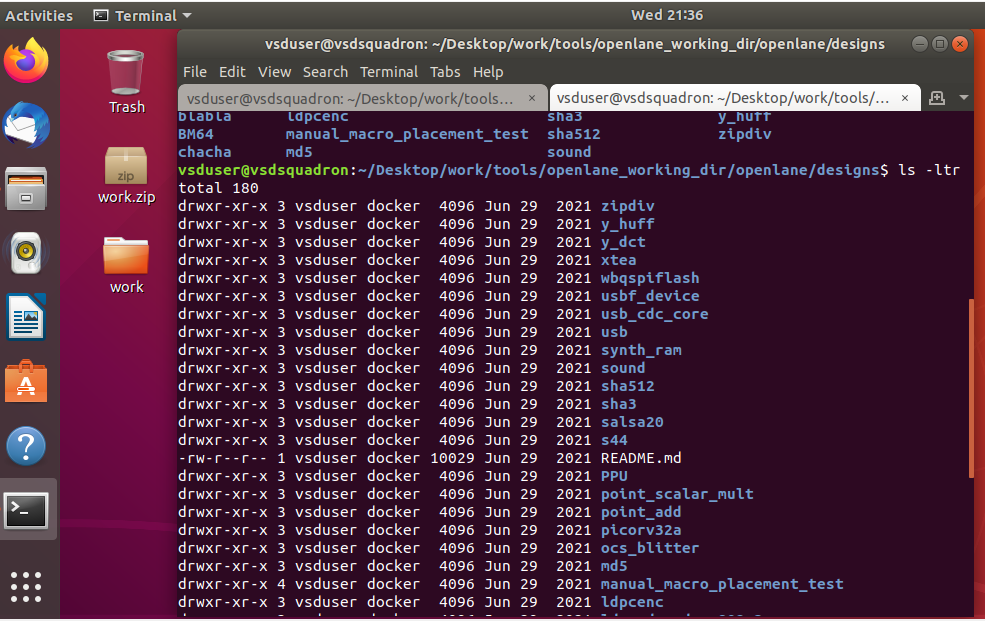 Activities Terminal Wed 21:36
vsduser@vsdsquadron: ~/Desktop/work/tools/openlane_working_dir/openlane/designs
File Edit View Search Terminal Tabs Help
vsduser@vsdsquadron: ~/Desktop/work/tools... × vsduser@vsdsquadron: ~/Desktop/work/tools/... ×
Trash
zip
work.zip
work
blabla ldpcenc sha3 y_huff
BM64 manual_macro_placement_test sha512 zipdiv
chacha md5 sound
vsduser@vsdsquadron:~/Desktop/work/tools/openlane_working_dir/openlane/designs$ ls -ltr
total 180
drwxr-xr-x 3 vsduser docker 4096 Jun 29 2021 zipdiv
drwxr-xr-x 3 vsduser docker 4096 Jun 29 2021 y_huff
drwxr-xr-x 3 vsduser docker 4096 Jun 29 2021 y_dct
drwxr-xr-x 3 vsduser docker 4096 Jun 29 2021 xtea
drwxr-xr-x 3 vsduser docker 4096 Jun 29 2021 wbqspiflash
drwxr-xr-x 3 vsduser docker 4096 Jun 29 2021 usbf_device
drwxr-xr-x 3 vsduser docker 4096 Jun 29 2021 usb_cdc_core
drwxr-xr-x 3 vsduser docker 4096 Jun 29 2021 usb
drwxr-xr-x 3 vsduser docker 4096 Jun 29 2021 synth_ram
drwxr-xr-x 3 vsduser docker 4096 Jun 29 2021 sound
drwxr-xr-x 3 vsduser docker 4096 Jun 29 2021 sha512
drwxr-xr-x 3 vsduser docker 4096 Jun 29 2021 sha3
drwxr-xr-x 3 vsduser docker 4096 Jun 29 2021 salsa20
drwxr-xr-x 3 vsduser docker 4096 Jun 29 2021 s44
-rw-r--r-- 1 vsduser docker 10029 Jun 29 2021 README.md
drwxr-xr-x 3 vsduser docker 4096 Jun 29 2021 PPU
drwxr-xr-x 3 vsduser docker 4096 Jun 29 2021 point_scalar_mult
drwxr-xr-x 3 vsduser docker 4096 Jun 29 2021 point_add
drwxr-xr-x 3 vsduser docker 4096 Jun 29 2021 picorv32a
drwxr-xr-x 3 vsduser docker 4096 Jun 29 2021 ocs_blitter
drwxr-xr-x 3 vsduser docker 4096 Jun 29 2021 md5
drwxr-xr-x 4 vsduser docker 4096 Jun 29 2021 manual_macro_placement_test
drwxr-xr-x 3 vsduser docker 4096 Jun 29 2021 ldpcenc